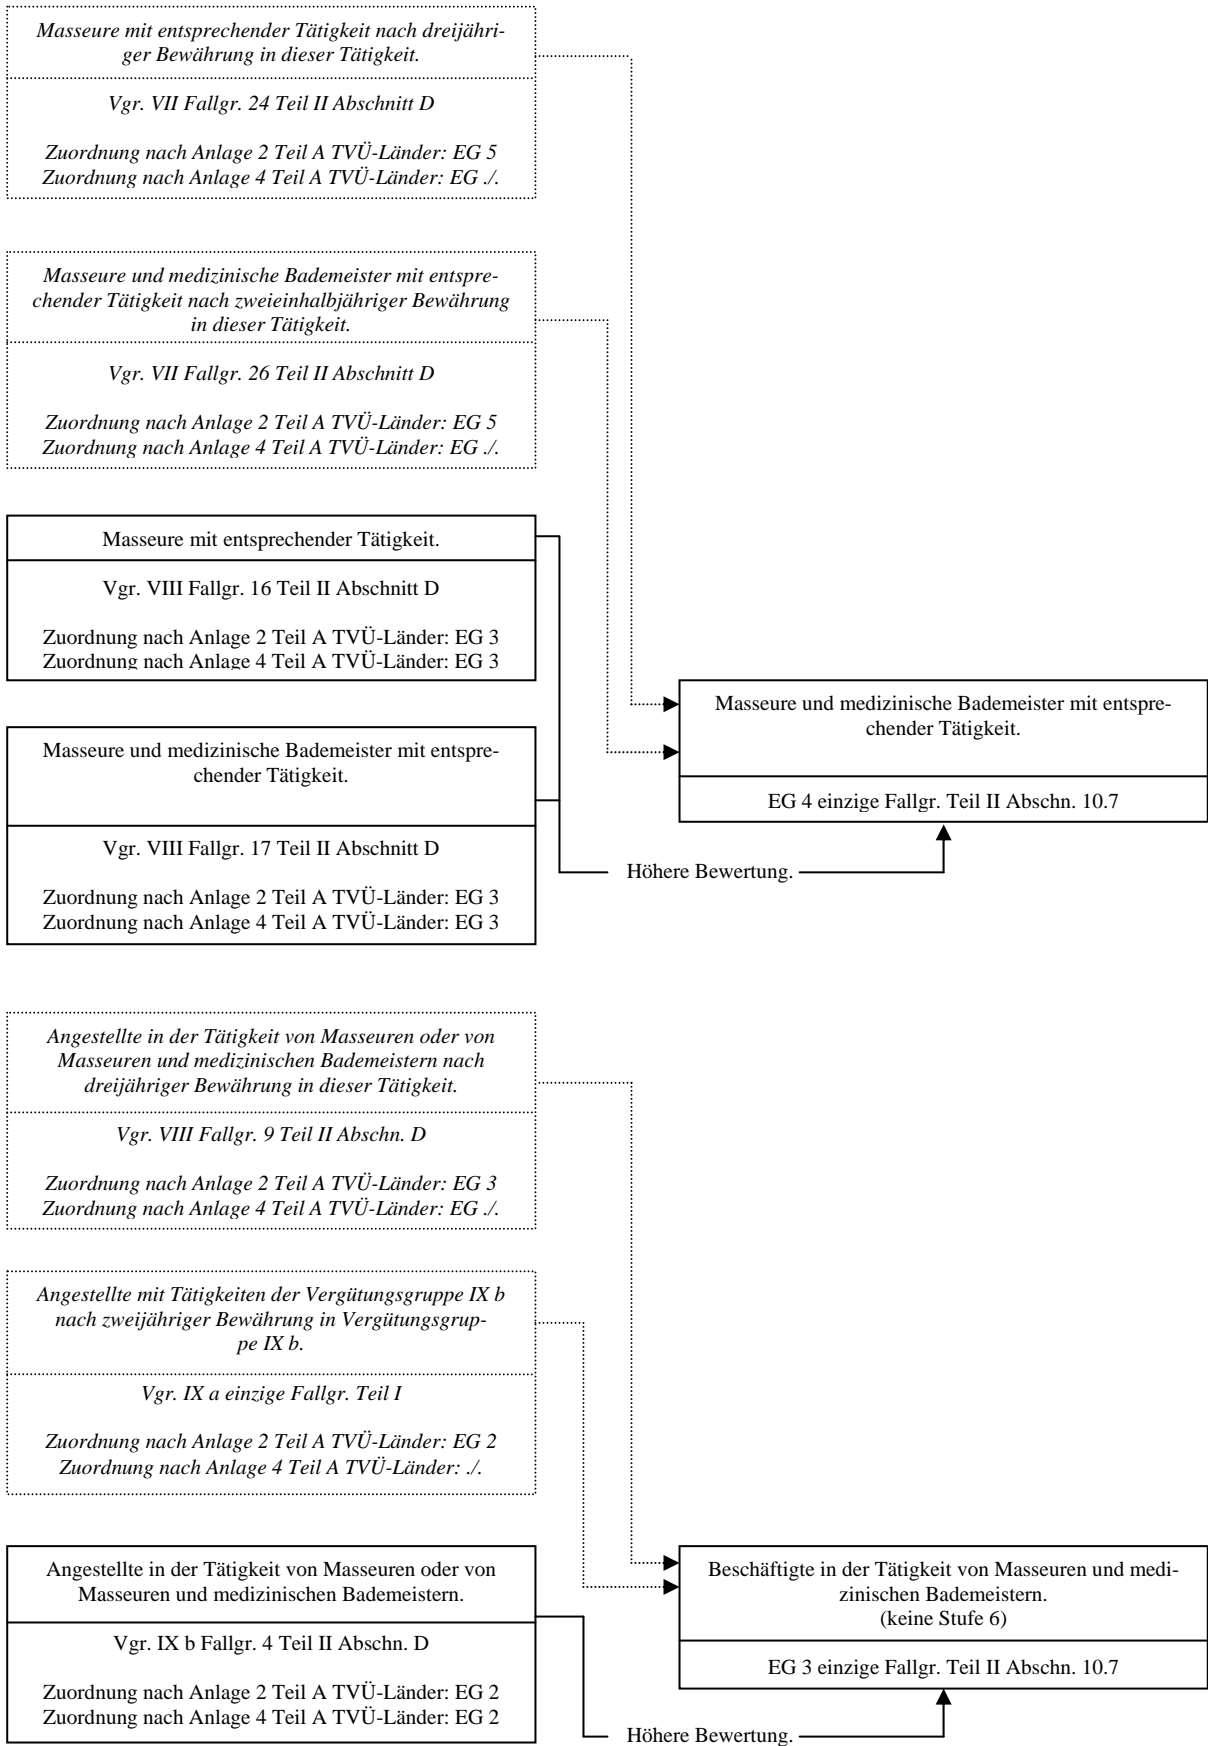 Masseure mit entsprechender Tätigkeit nach dreijähri-
ger Bewährung in dieser Tätigkeit.
Vgr. VII Fallgr. 24 Teil II Abschnitt D
Zuordnung nach Anlage 2 Teil A TVÜ-Länder: EG 5
Zuordnung nach Anlage 4 Teil A TVÜ-Länder: EG ./.
Masseure und medizinische Bademeister mit entspre-
chender Tätigkeit nach zweieinhalbjähriger Bewährung
in dieser Tätigkeit.
Vgr. VII Fallgr. 26 Teil II Abschnitt D
Zuordnung nach Anlage 2 Teil A TVÜ-Länder: EG 5
Zuordnung nach Anlage 4 Teil A TVÜ-Länder: EG ./.
Masseure mit entsprechender Tätigkeit.
Vgr. VIII Fallgr. 16 Teil II Abschnitt D
Zuordnung nach Anlage 2 Teil A TVÜ-Länder: EG 3
Zuordnung nach Anlage 4 Teil A TVÜ-Länder: EG 3
Masseure und medizinische Bademeister mit entspre-
chender Tätigkeit.
Vgr. VIII Fallgr. 17 Teil II Abschnitt D
Zuordnung nach Anlage 2 Teil A TVÜ-Länder: EG 3
Zuordnung nach Anlage 4 Teil A TVÜ-Länder: EG 3
Masseure und medizinische Bademeister mit entspre-
chender Tätigkeit.
EG 4 einzige Fallgr. Teil II Abschn. 10.7
Höhere Bewertung.
Angestellte in der Tätigkeit von Masseuren oder von
Masseuren und medizinischen Bademeistern nach
dreijähriger Bewährung in dieser Tätigkeit.
Vgr. VIII Fallgr. 9 Teil II Abschn. D
Zuordnung nach Anlage 2 Teil A TVÜ-Länder: EG 3
Zuordnung nach Anlage 4 Teil A TVÜ-Länder: EG ./.
Angestellte mit Tätigkeiten der Vergütungsgruppe IX b
nach zweijähriger Bewährung in Vergütungsgrup-
pe IX b.
Vgr. IX a einzige Fallgr. Teil I
Zuordnung nach Anlage 2 Teil A TVÜ-Länder: EG 2
Zuordnung nach Anlage 4 Teil A TVÜ-Länder: ./.
Angestellte in der Tätigkeit von Masseuren oder von
Masseuren und medizinischen Bademeistern.
Vgr. IX b Fallgr. 4 Teil II Abschn. D
Zuordnung nach Anlage 2 Teil A TVÜ-Länder: EG 2
Zuordnung nach Anlage 4 Teil A TVÜ-Länder: EG 2
Beschäftigte in der Tätigkeit von Masseuren und medi-
zinischen Bademeistern.
(keine Stufe 6)
EG 3 einzige Fallgr. Teil II Abschn. 10.7
Höhere Bewertung.